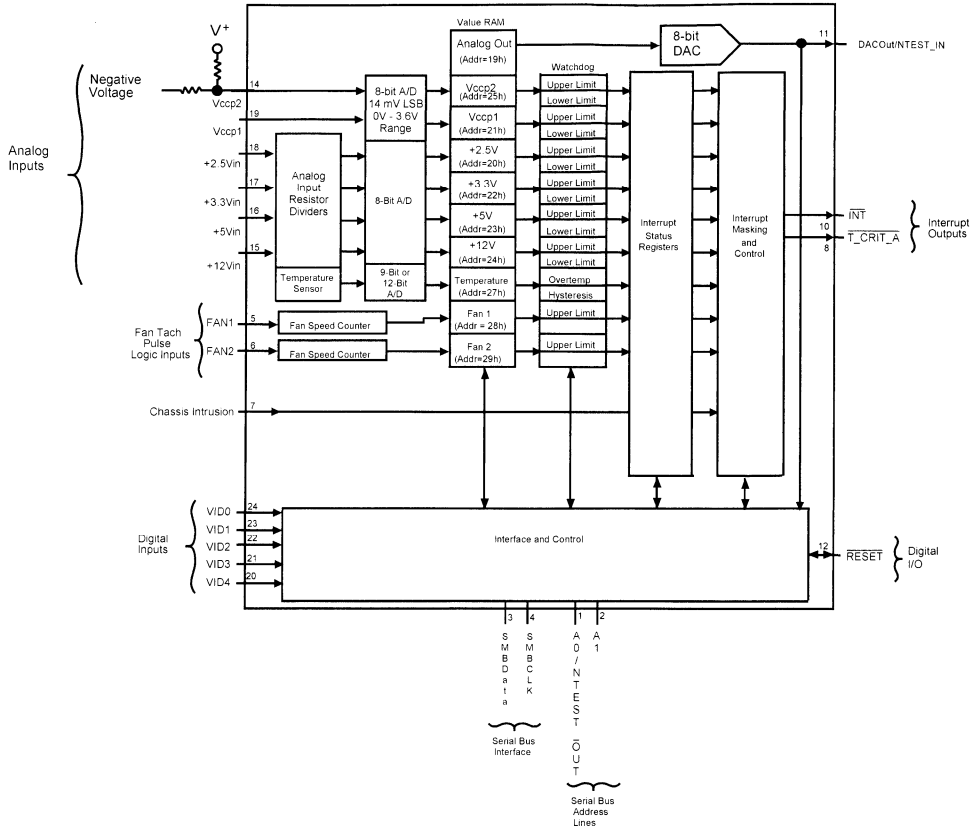 Value RAM
V+
Analog Out
(Addr=19h)
8-bit
DAC
11
DACOut/NTEST_IN
Negative
Voltage
14
Vccp2
19
Vccp1
8-bit A/D
14 mV LSB
0V - 3.6V
Range
Watchdog
Vccp2
(Addr=25h)
Upper Limit
Lower Limit
Vccp1
(Addr=21h)
Upper Limit
Lower Limit
Analog
Inputs
18
+2.5Vin
17
+3.3Vin
16
+5Vin
15
+12Vin
Analog
Input
Resistor
Dividers
8-Bit A/D
+2.5V
(Addr=20h)
Upper Limit
Lower Limit
+3.3V
(Addr=22h)
Upper Limit
Lower Limit
+5V
(Addr=23h)
Upper Limit
Lower Limit
+12V
(Addr=24h)
Upper Limit
Lower Limit
Interrupt
Status
Registers
Interrupt
Masking
and
Control
INT
10
T_CRIT_A
8
Interrupt
Outputs
Temperature
Sensor
9-Bit or
12-Bit
A/D
Temperature
(Addr=27h)
Overtemp
Hysteresis
Fan Tach
Pulse
Logic Inputs
FAN1
5
Fan Speed Counter
Fan 1
(Addr = 28h)
Upper Limit
FAN2
6
Fan Speed Counter
Fan 2
(Addr=29h)
Upper Limit
Chassis Intrusion
7
Digital
Inputs
VID0
24
VID1
23
VID2
22
VID3
21
VID4
20
Interface and Control
12
RESET
Digital
I/O
3
4
1
2
SMBData
SMBCLK
A0/NTEST_OUT
A1
Serial Bus
Interface
Serial Bus
Address
Lines